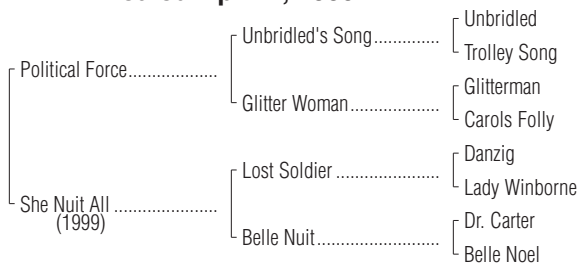 Unbridled
Unbridled's Song.............
Trolley Song
Political Force..................
Glitterman
Glitter Woman..................
Carols Folly
Danzig
Lost Soldier.....................
Lady Winborne
She Nuit All.....................
(1999)
Dr. Carter
Belle Nuit........................
Belle Noel